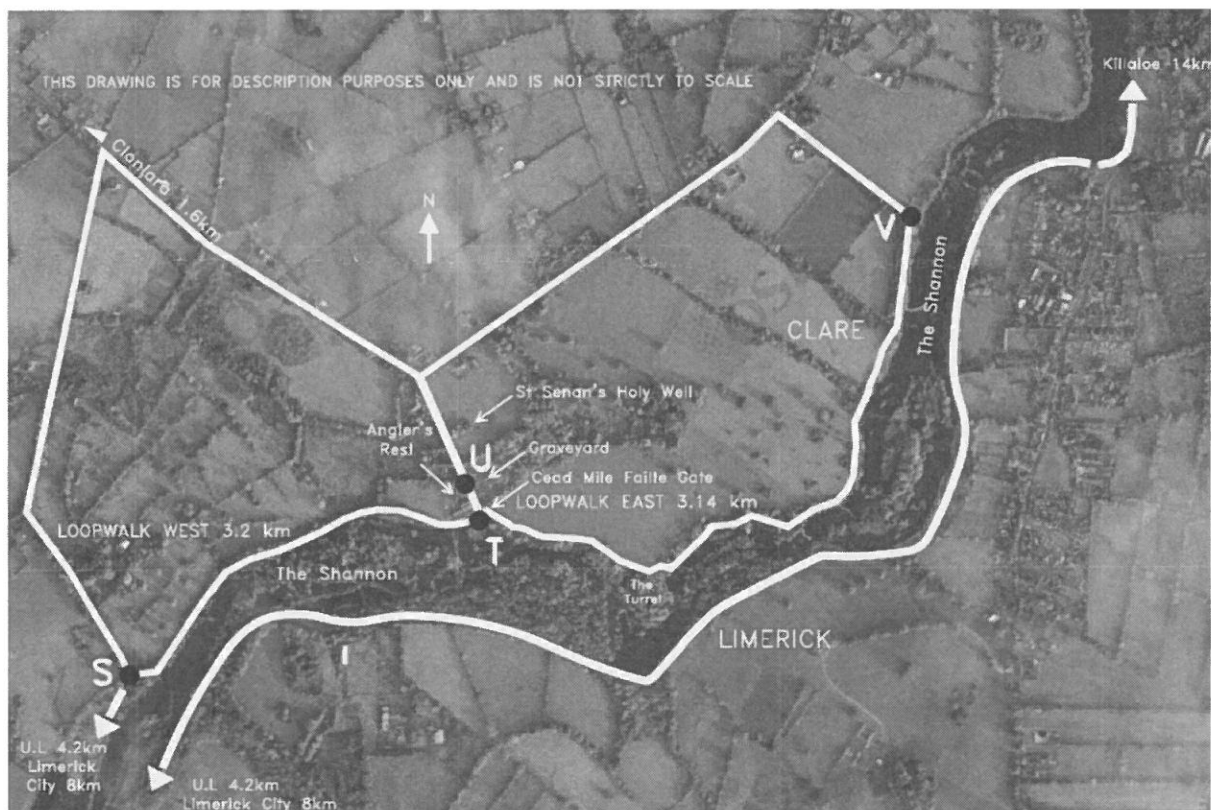 Killaloe 14km
THIS DRAWING IS FOR DESCRIPTION PURPOSES ONLY AND IS NOT STRICTLY TO SCALE
Clonlara 1.6km
N
V
The Shannon
CLARE
St Senan's Holy Well
Angler's
Rest
U
Graveyard
Cead Mile Failte Gate
LOOPWALK EAST 3.14 km
LOOPWALK WEST 3.2 km
T
The Shannon
The
Turret
LIMERICK
S
U.L 4.2km
Limerick
City 8km
U.L 4.2km
Limerick City 8km